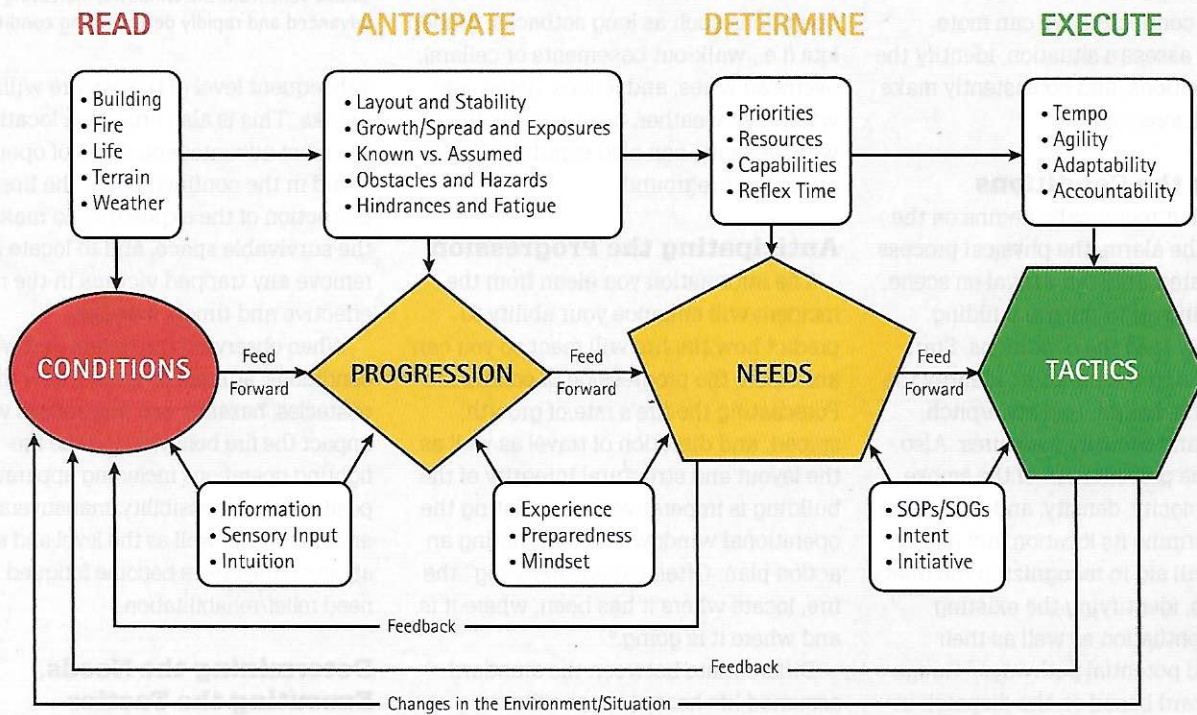 READ
ANTICIPATE
DETERMINE
EXECUTE
• Building
• Fire
• Life
• Terrain
• Weather
• Layout and Stability
• Growth/Spread and Exposures
• Known vs. Assumed
• Obstacles and Hazards
• Hindrances and Fatigue
• Priorities
• Resources
• Capabilities
• Reflex Time
• Tempo
• Agility
• Adaptability
• Accountability
CONDITIONS
Feed
Forward
PROGRESSION
Feed
Forward
NEEDS
Feed
Forward
TACTICS
• Information
• Sensory Input
• Intuition
• Experience
• Preparedness
• Mindset
• SOPs/SOGs
• Intent
• Initiative
Feedback
Feedback
Changes in the Environment/Situation